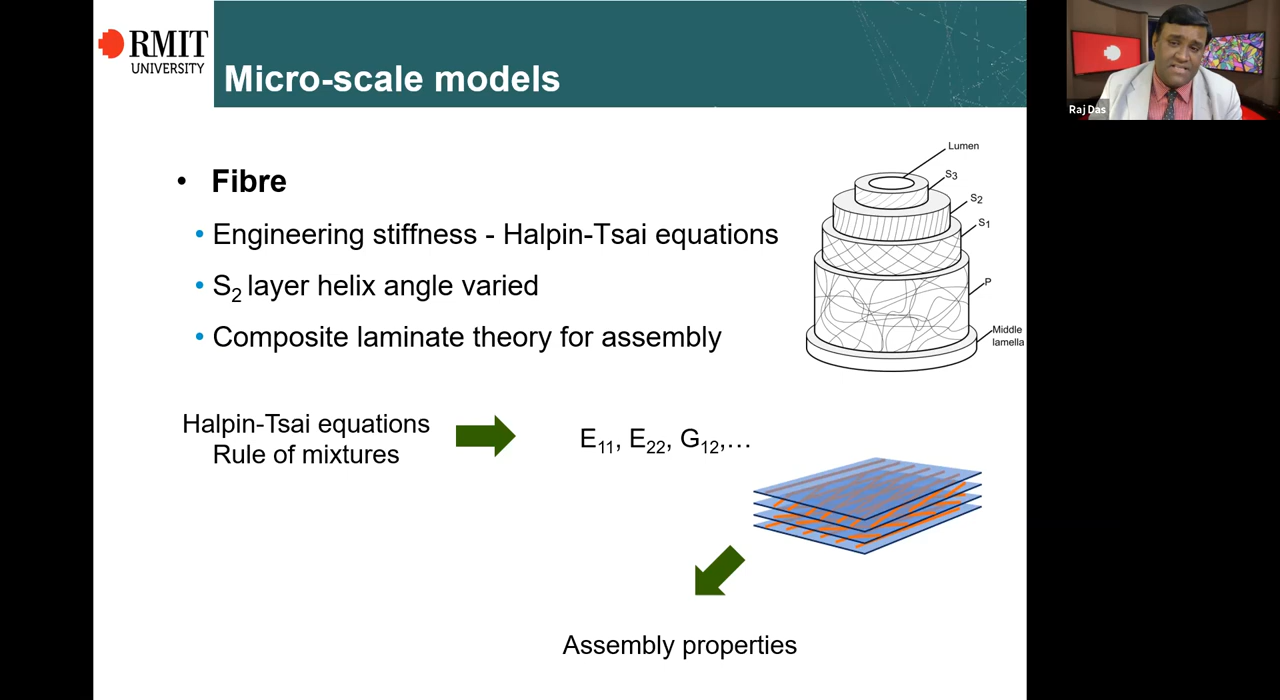 RMIT
UNIVERSITY
Micro-scale models
Raj Das
• Fibre
• Engineering stiffness - Halpin-Tsai equations
• S2 layer helix angle varied
• Composite laminate theory for assembly
Lumen
S3
S2
S1
P
Middle
lamella
Halpin-Tsai equations
Rule of mixtures
E11, E22, G12,...
Assembly properties